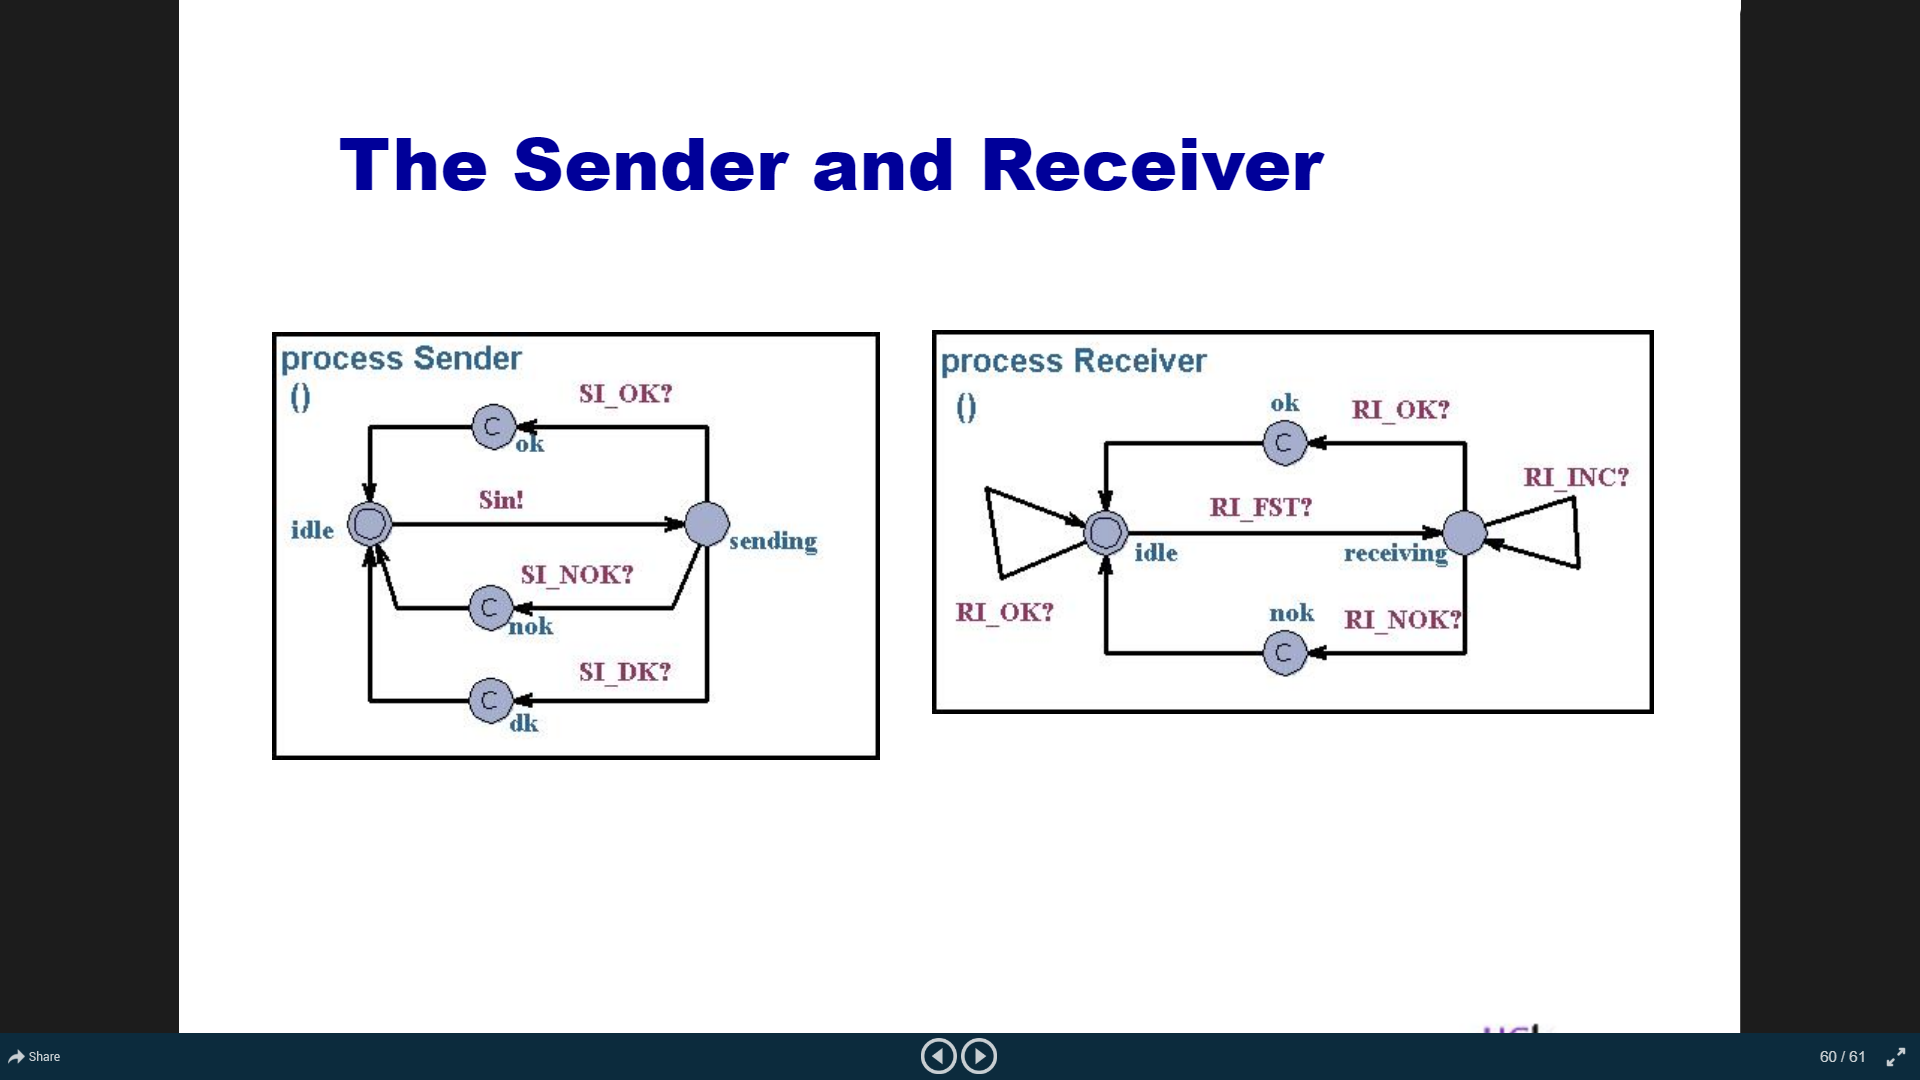 The Sender and Receiver
process Sender
()
SI_OK?
C
ok
Sin!
idle
sending
SI_NOK?
C
nok
SI_DK?
C
dk
process Receiver
()
ok
RI_OK?
C
RI_INC?
RI_FST?
idle
receiving
RI_OK?
nok
RI_NOK?
C
Share
60 / 61